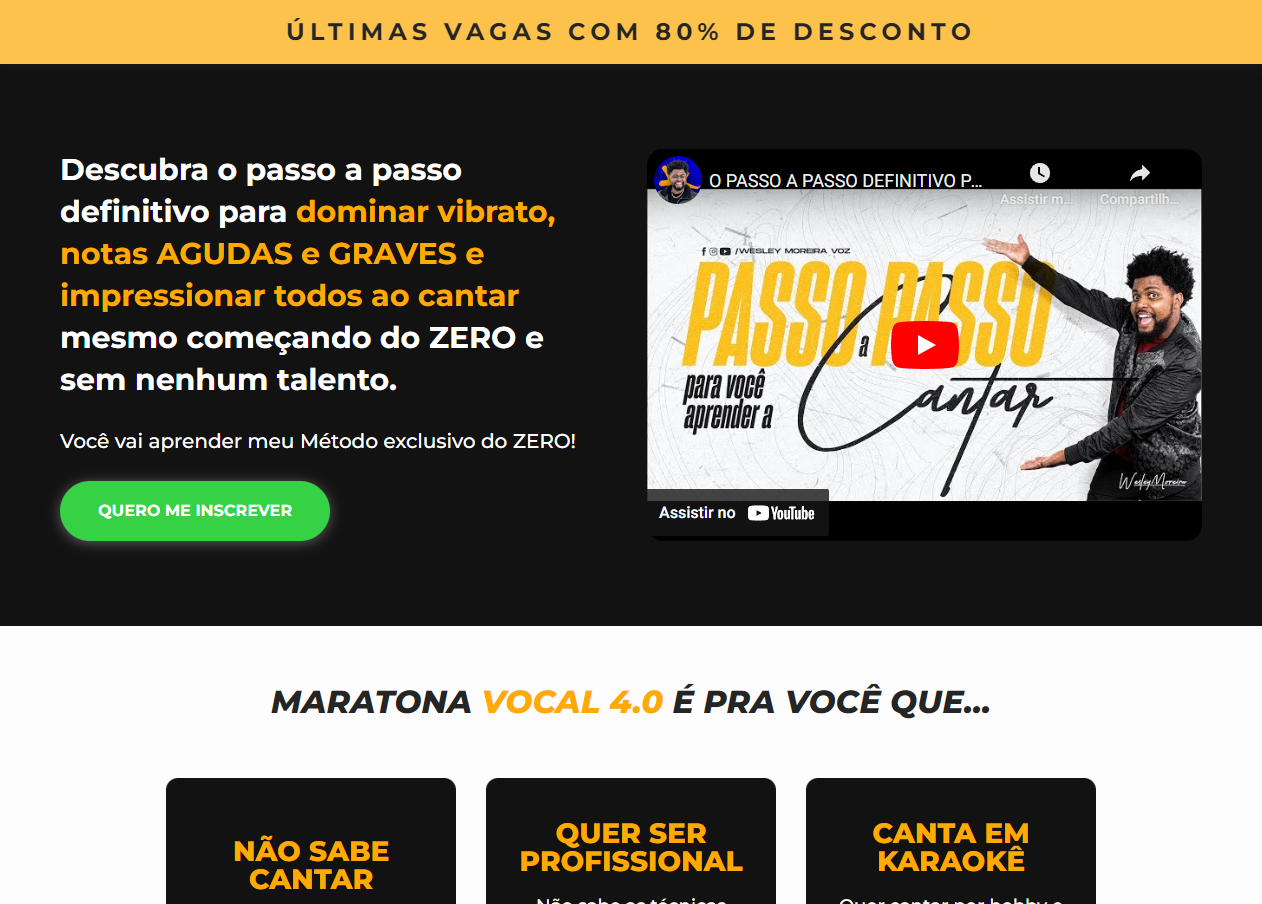 ÚLTIMAS VAGAS COM 80% DE DESCONTO
Descubra o passo a passo
definitivo para dominar vibrato,
notas AGUDAS e GRAVES e
impressionar todos ao cantar
mesmo começando do ZERO e
sem nenhum talento.
Você vai aprender meu Método exclusivo do ZERO!
QUERO ME INSCREVER
O PASSO A PASSO DEFINITIVO P...
Assistir m...
Compartilh...
/WESLEY MOREIRA VOZ
PASSO a PASSO
para você
aprender a
Cantar
WesleyMoreira
Assistir no YouTube
MARATONA VOCAL 4.0 É PRA VOCÊ QUE...
NÃO SABE
CANTAR
QUER SER
PROFISSIONAL
Não sabe as técnicas
CANTA EM
KARAOKÊ
Quer cantar por hobby e